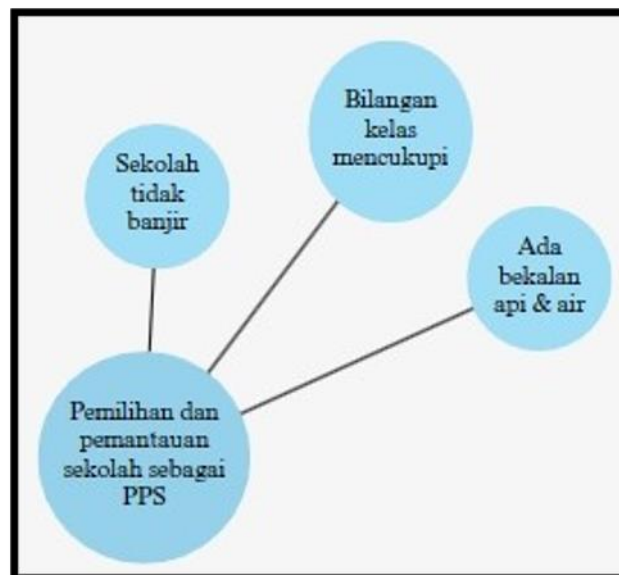 Bilangan
kelas
mencukupi
Sekolah
tidak
banjir
Ada
bekalan
api & air
Pemilihan dan
pemantauan
sekolah sebagai
PPS